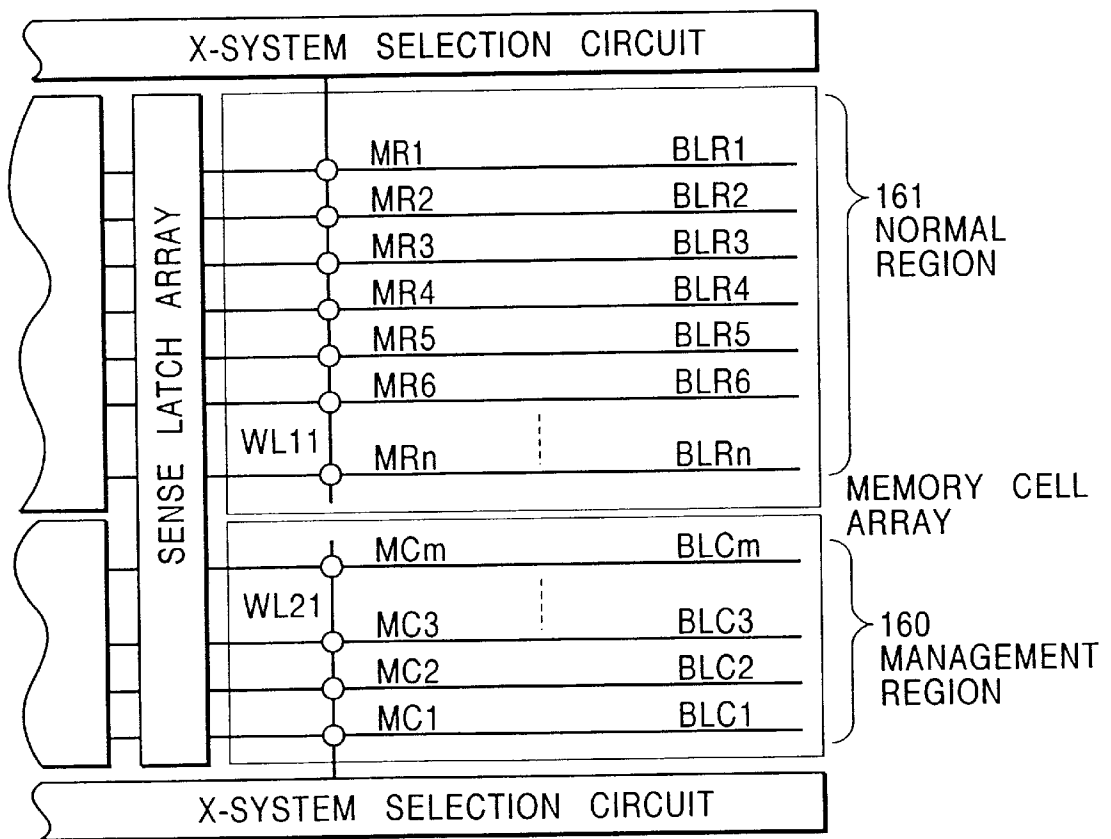 X-SYSTEM SELECTION CIRCUIT
SENSE LATCH ARRAY
MR1 BLR1
MR2 BLR2
MR3 BLR3
MR4 BLR4
MR5 BLR5
MR6 BLR6
WL11
MRn BLRn
161
NORMAL
REGION
MEMORY CELL
ARRAY
MCm BLCm
WL21
MC3 BLC3
MC2 BLC2
MC1 BLC1
160
MANAGEMENT
REGION
X-SYSTEM SELECTION CIRCUIT